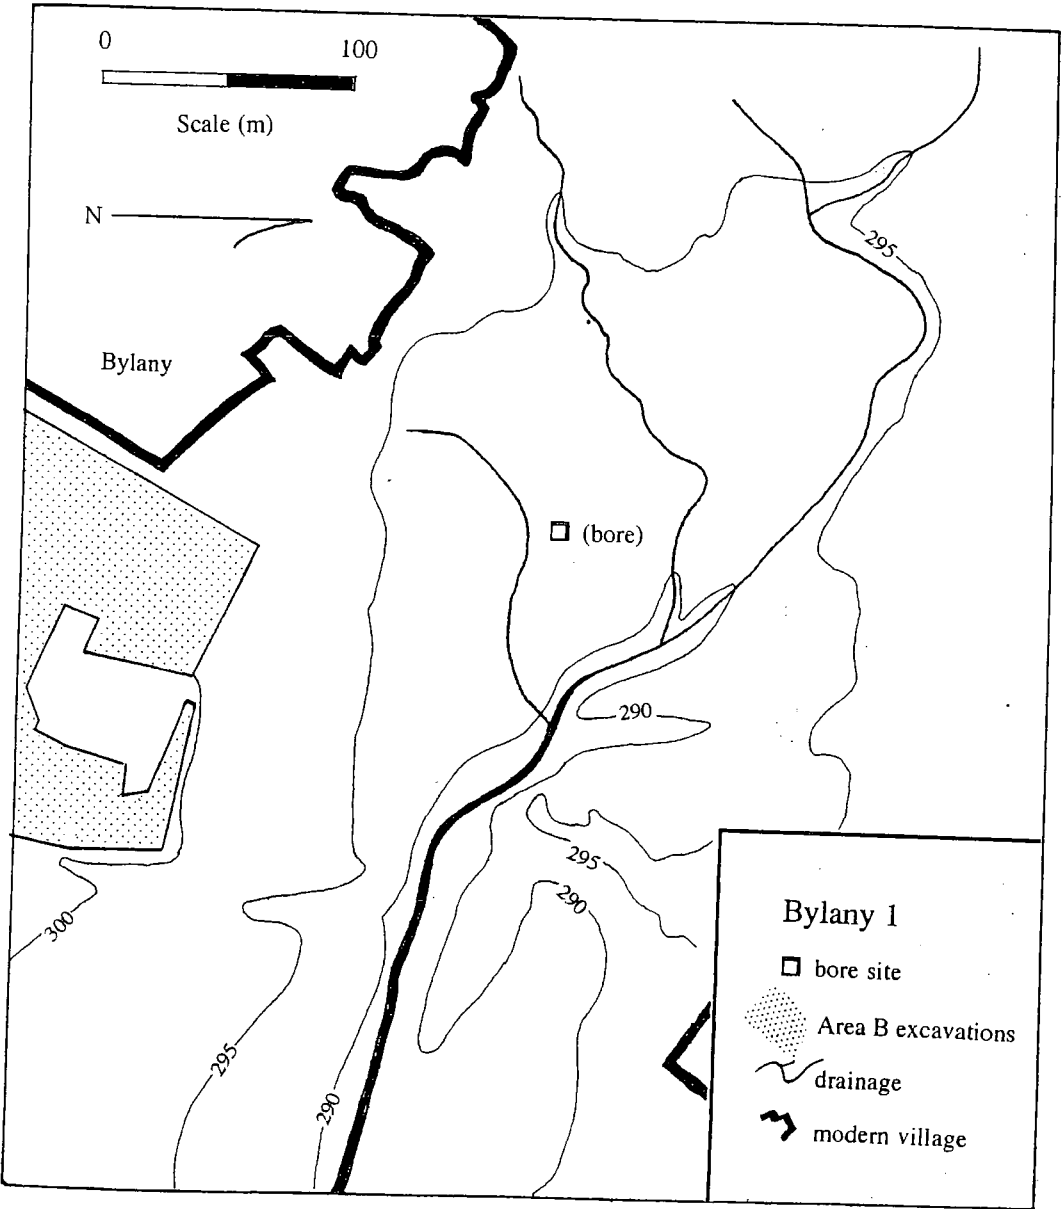 0
100
Scale (m)
N
Bylany
295
(bore)
290
295
290
300
295
290
Bylany 1
bore site
Area B excavations
drainage
modern village